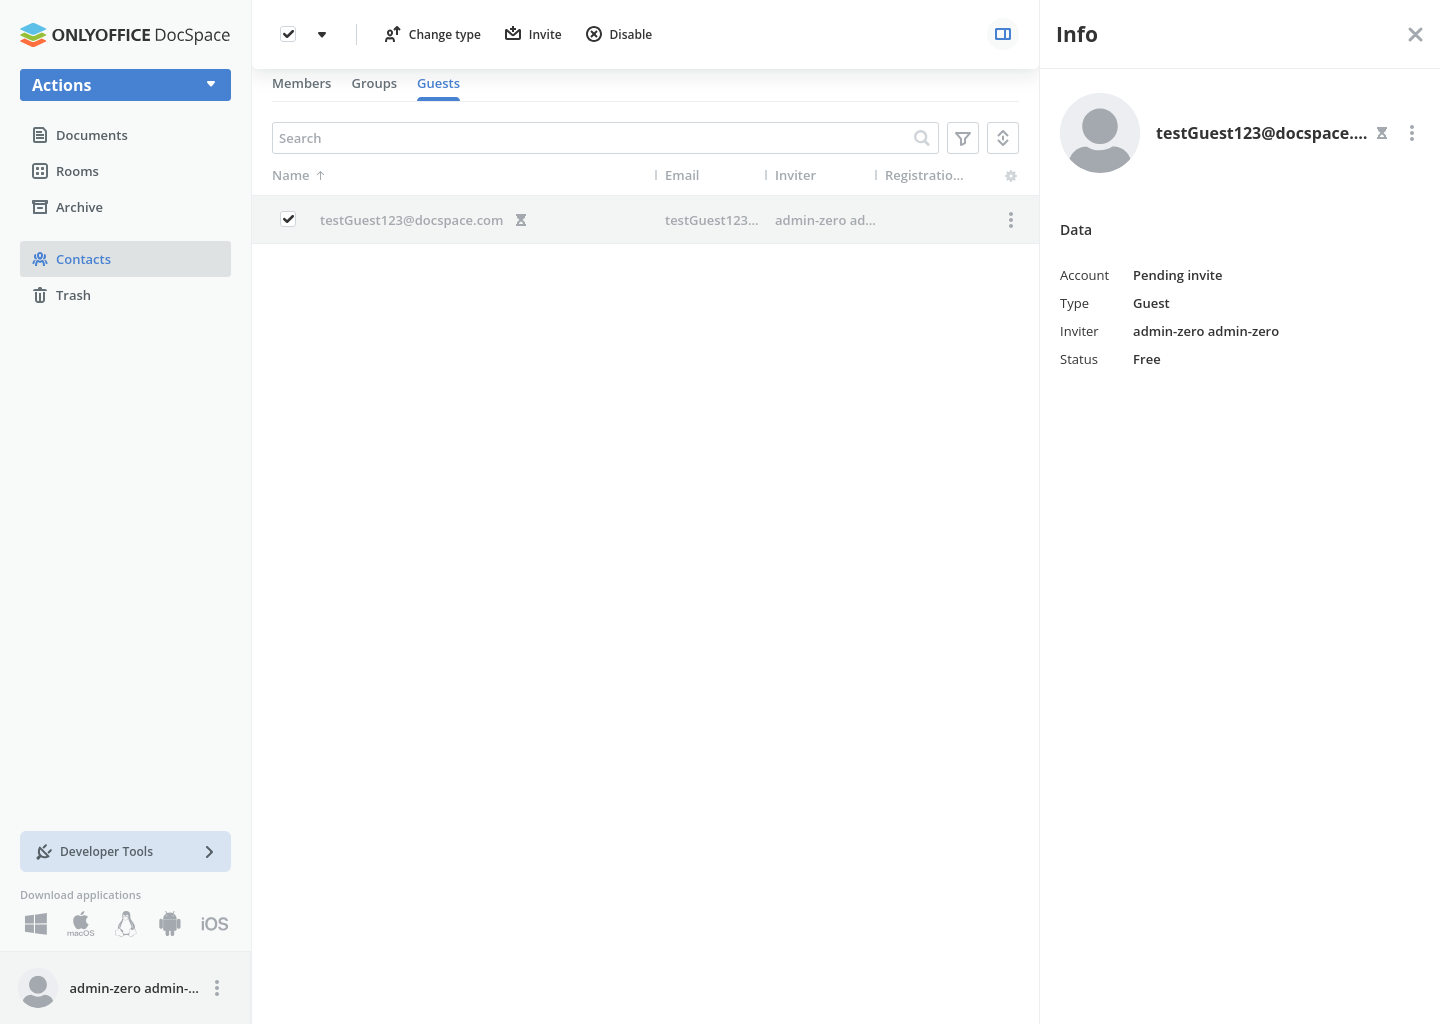 ONLYOFFICE DocSpace
Actions
Documents
Rooms
Archive
Contacts
Trash
Developer Tools
Download applications
macOS
iOS
admin-zero admin-...
Change type
Invite
Disable
Members
Groups
Guests
Search
Name
Email
Inviter
Registratio...
testGuest123@docspace.com
testGuest123...
admin-zero ad...
Info
testGuest123@docspace....
Data
Account Pending invite
Type Guest
Inviter admin-zero admin-zero
Status Free